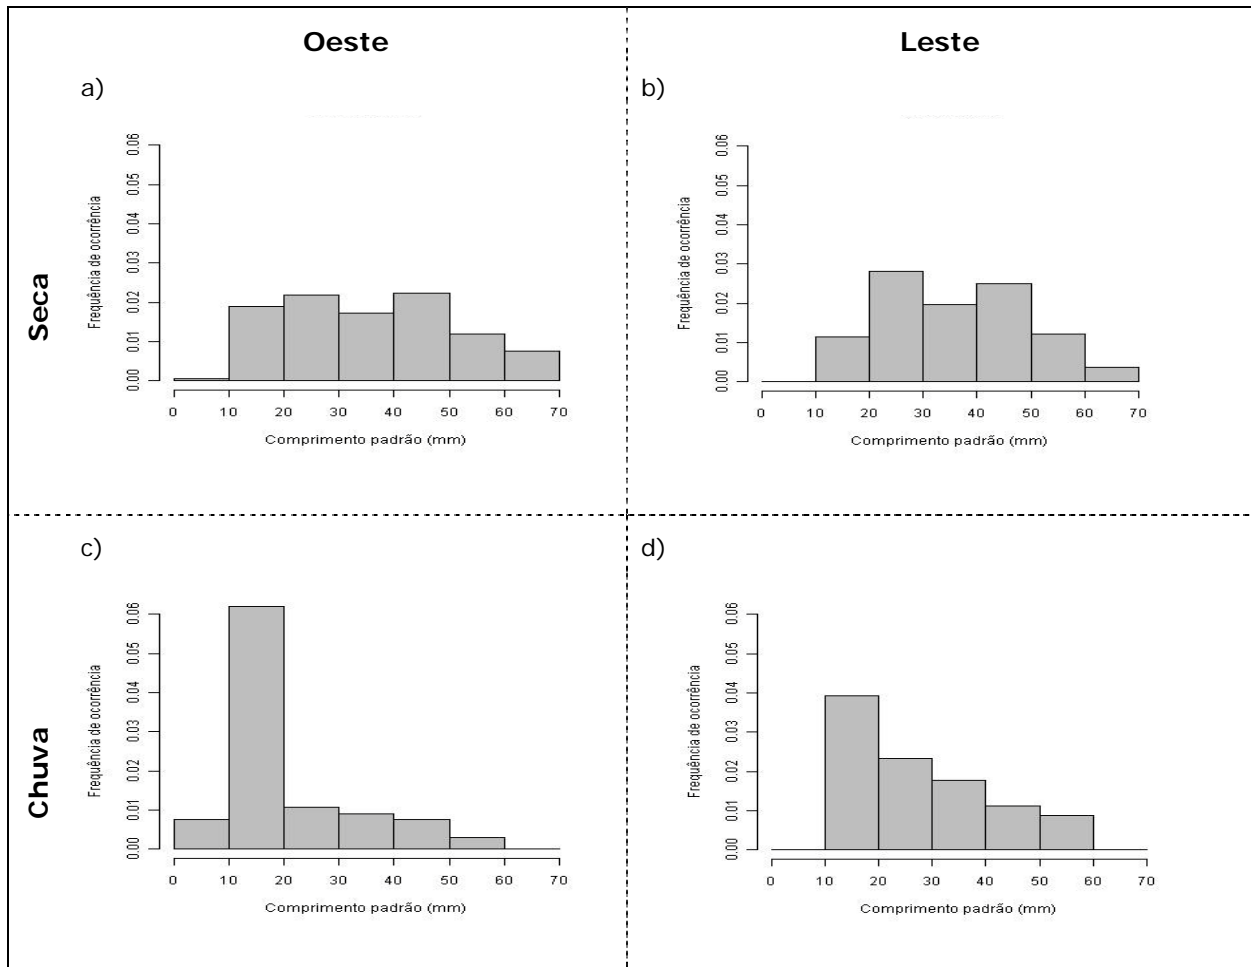 Oeste
Leste
Seca
Chuva
a)
Frequência de ocorrência
0.00 0.01 0.02 0.03 0.04 0.05 0.06
0 10 20 30 40 50 60 70
Comprimento padrão (mm)
b)
Frequência de ocorrência
0.00 0.01 0.02 0.03 0.04 0.05 0.06
0 10 20 30 40 50 60 70
Comprimento padrão (mm)
c)
Frequência de ocorrência
0.00 0.01 0.02 0.03 0.04 0.05 0.06
0 10 20 30 40 50 60 70
Comprimento padrão (mm)
d)
Frequência de ocorrência
0.00 0.01 0.02 0.03 0.04 0.05 0.06
0 10 20 30 40 50 60 70
Comprimento padrão (mm)